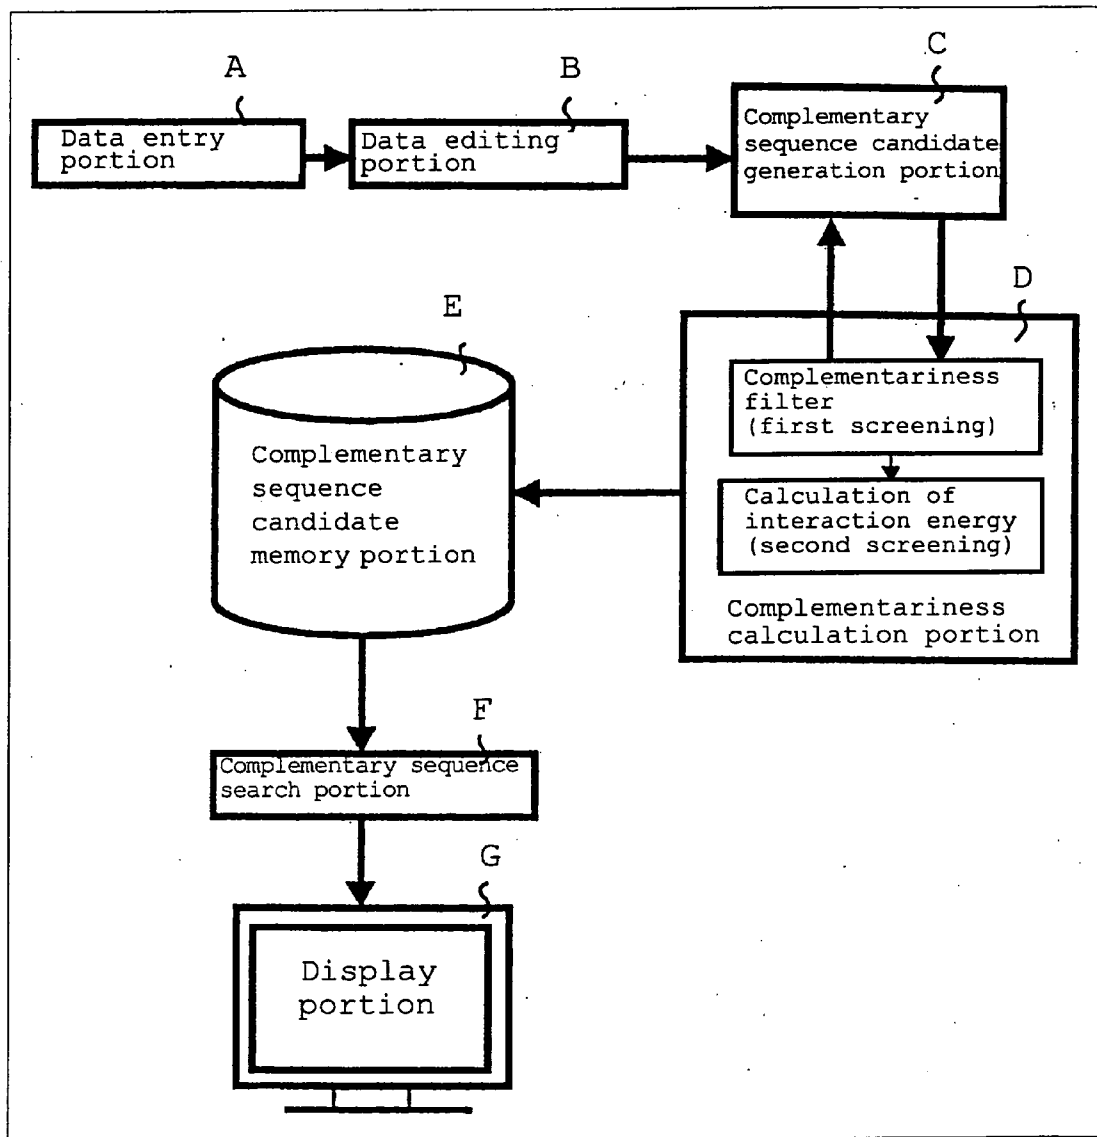 A
B
C
Data entry
portion
Data editing
portion
Complementary
sequence candidate
generation portion
D
E
Complementariness
filter
(first screening)
Calculation of
interaction energy
(second screening)
Complementariness
calculation portion
Complementary
sequence
candidate
memory portion
F
Complementary sequence
search portion
G
Display
portion